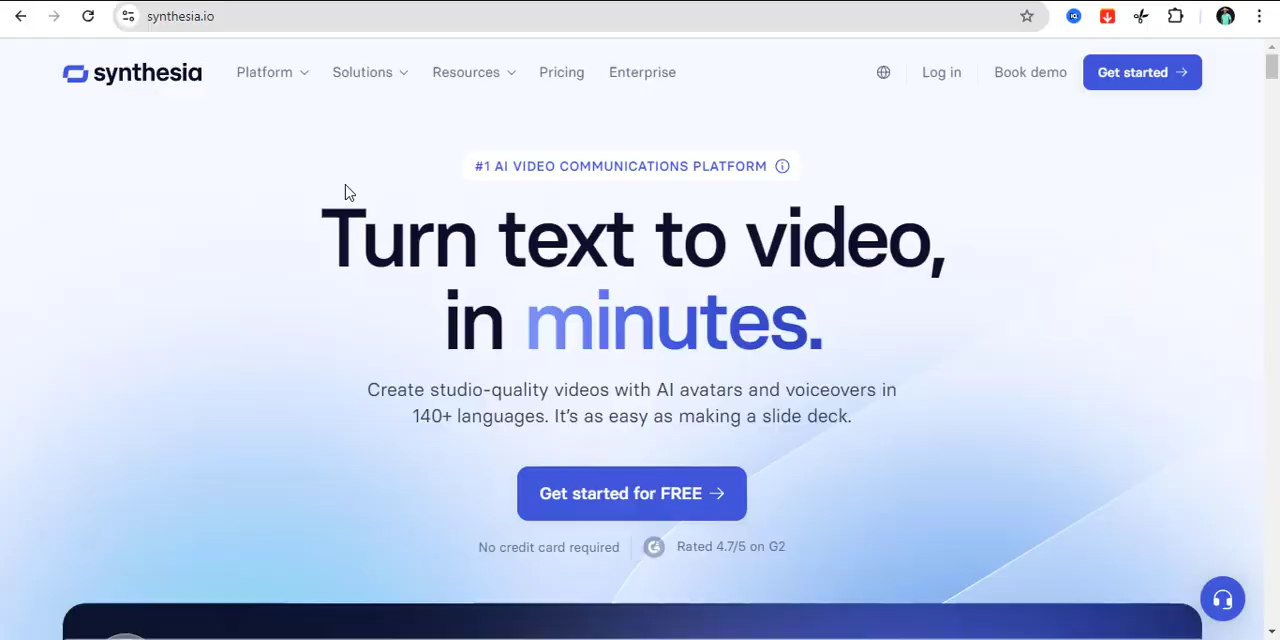 synthesia.io
synthesia Platform Solutions Resources Pricing Enterprise Log in Book demo Get started →
#1 AI VIDEO COMMUNICATIONS PLATFORM
Turn text to video,
in minutes.
Create studio-quality videos with AI avatars and voiceovers in
140+ languages. It's as easy as making a slide deck.
Get started for FREE →
No credit card required Rated 4.7/5 on G2